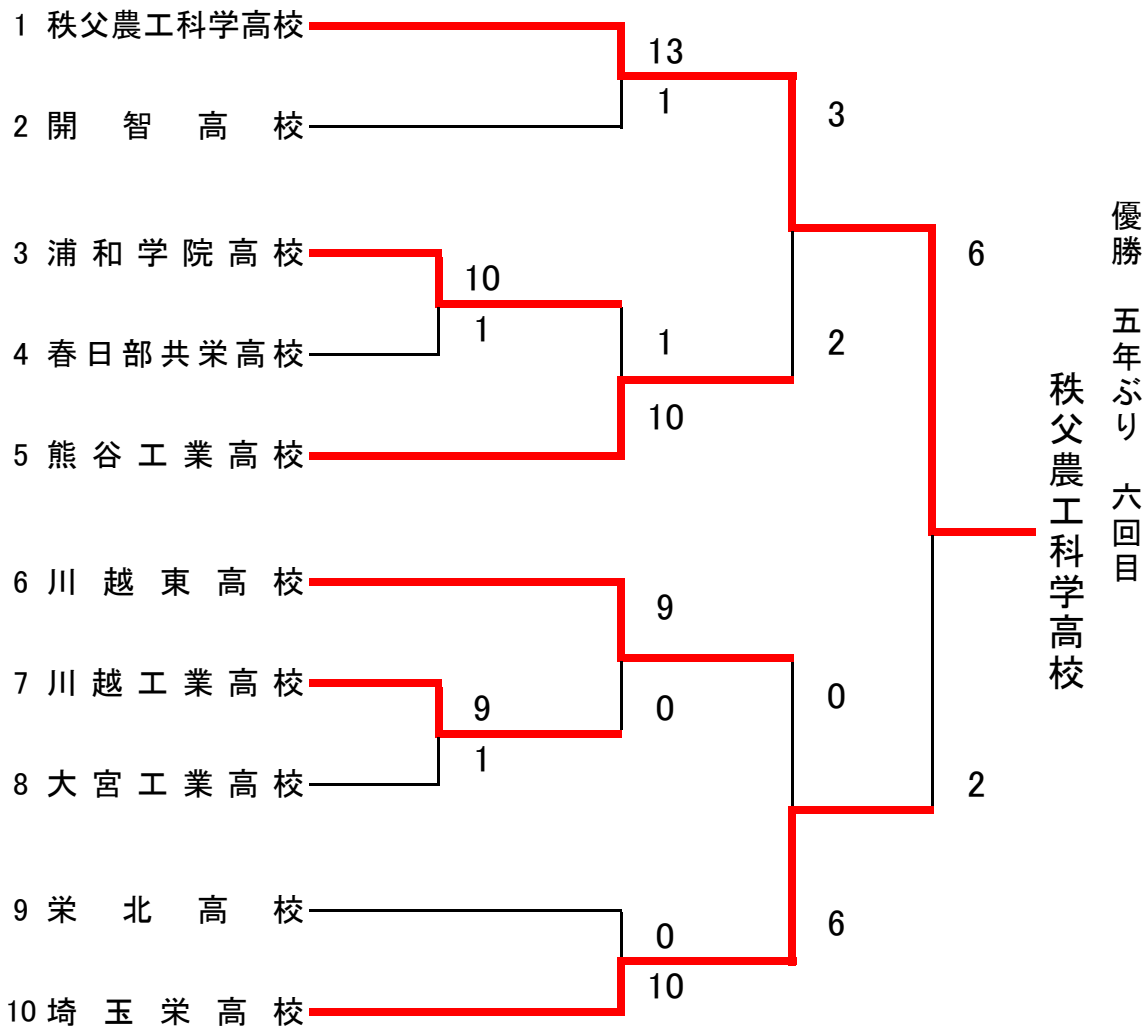 1 秩父農工科学高校
13
1
2 開智高校
3
3 浦和学院高校
10
1
4 春日部共栄高校
1
10
5 熊谷工業高校
2
6
6 川越東高校
9
0
7 川越工業高校
9
1
8 大宮工業高校
0
6
9 栄北高校
0
10
10 埼玉栄高校
2
秩父農工科学高校
優勝 五年ぶり 六回目